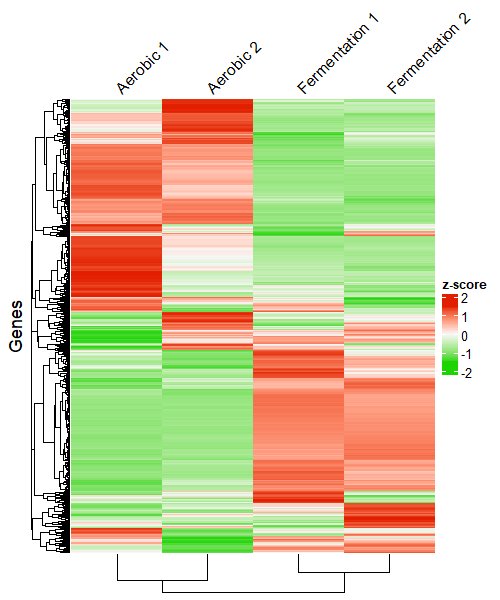 Aerobic 1
Aerobic 2
Fermentation 1
Fermentation 2
Genes
z-score
2
1
0
-1
-2